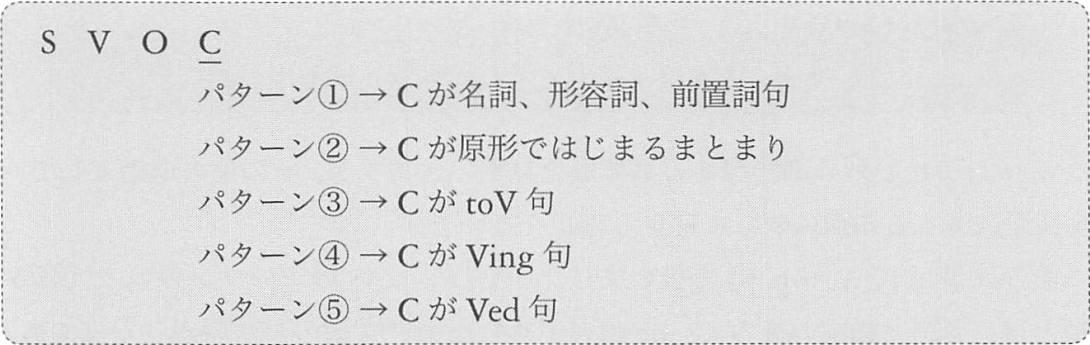 S V O C
パターン① → C が名詞、形容詞、前置詞句
パターン② → C が原形ではじまるまとまり
パターン③ → C が toV 句
パターン④ → C が Ving 句
パターン⑤ → C が Ved 句